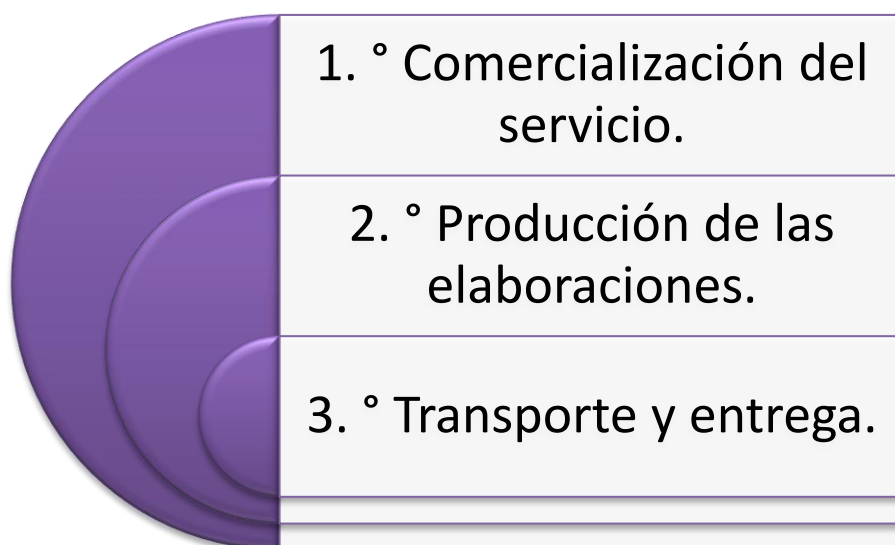 1. ° Comercialización del
servicio.
2. ° Producción de las
elaboraciones.
3. ° Transporte y entrega.